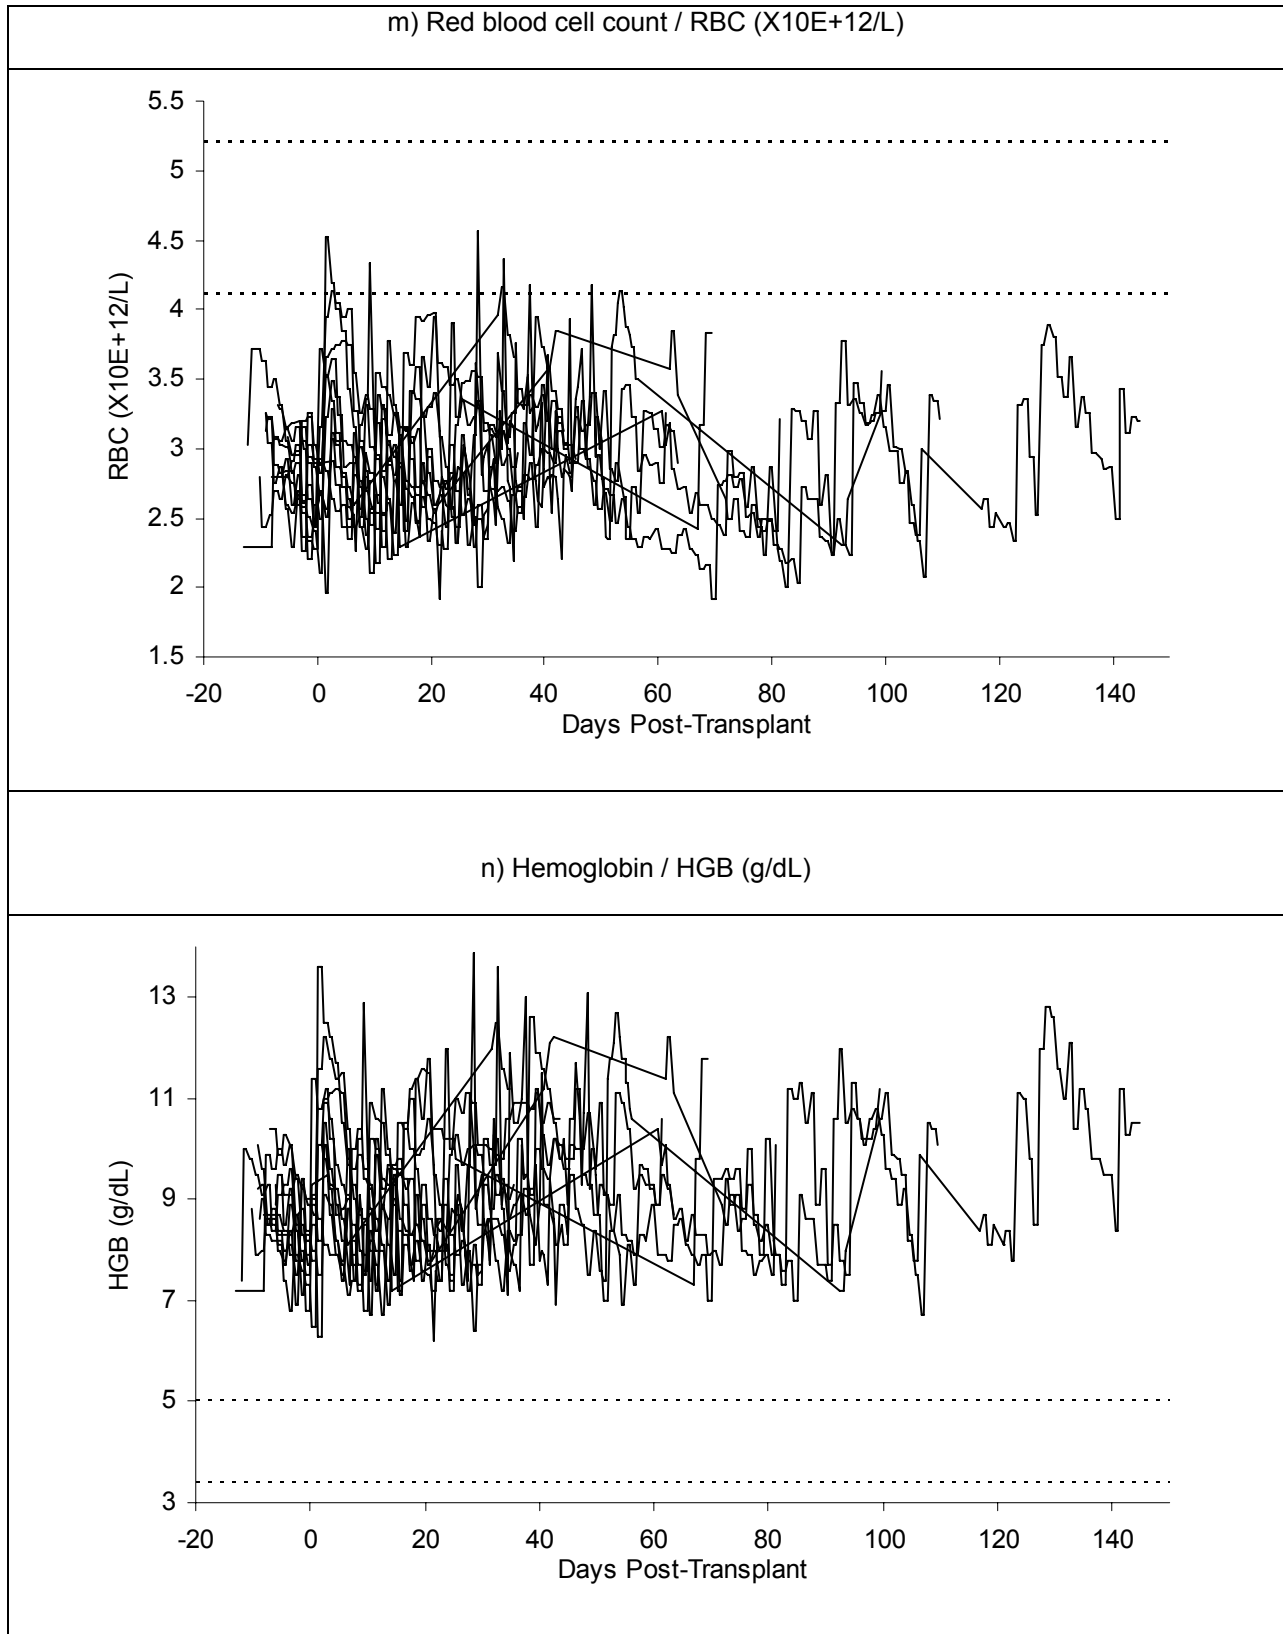 m) Red blood cell count / RBC (X10E+12/L)
5.5
5
4.5
4
3.5
3
2.5
2
1.5
RBC (X10E+12/L)
-20 0 20 40 60 80 100 120 140
Days Post-Transplant
n) Hemoglobin / HGB (g/dL)
13
11
9
7
5
3
HGB (g/dL)
-20 0 20 40 60 80 100 120 140
Days Post-Transplant